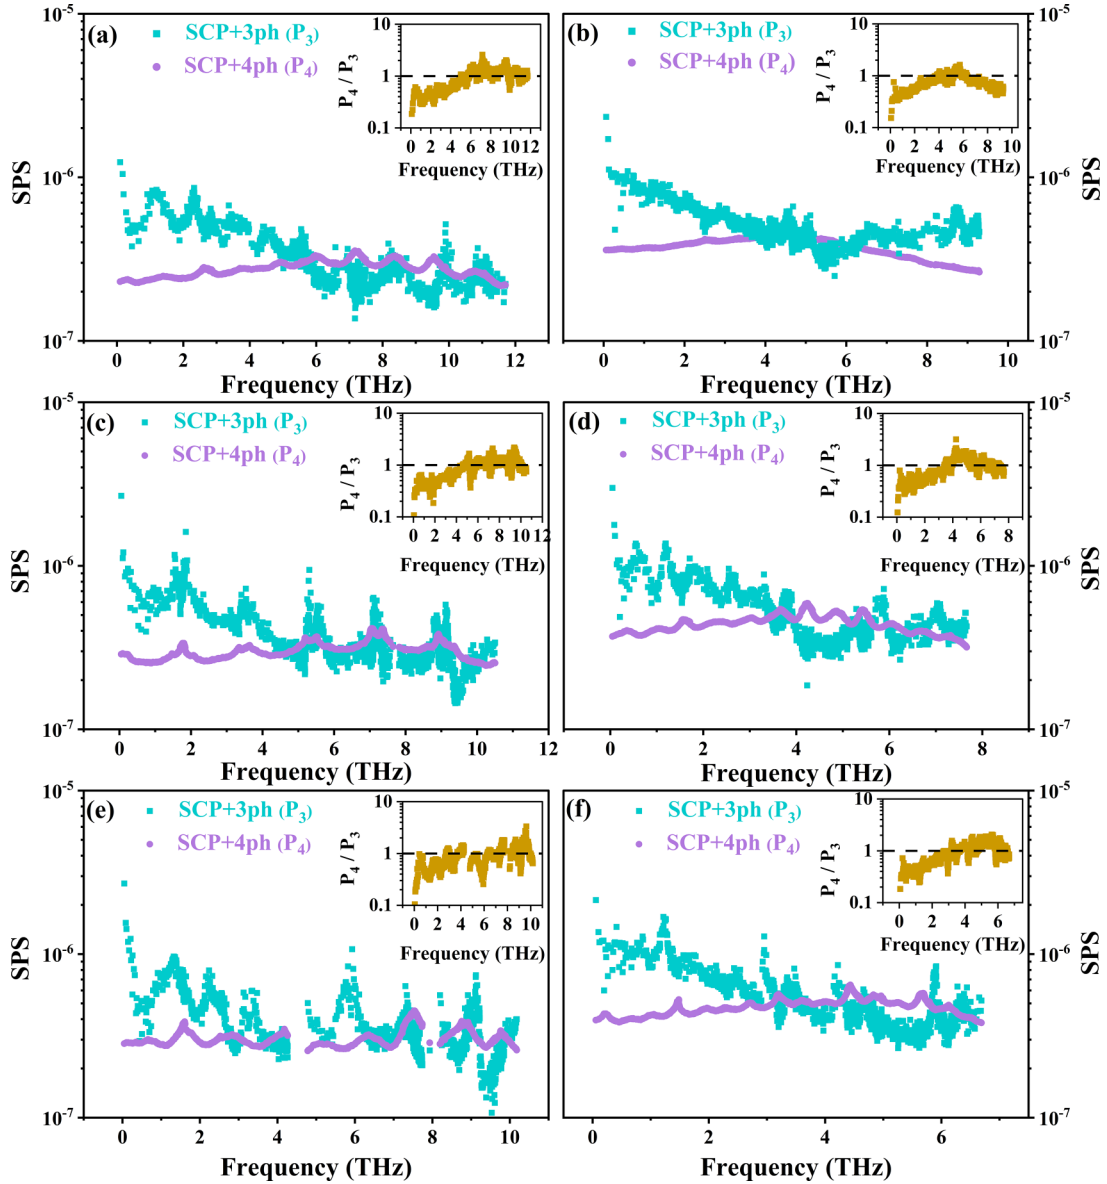 (a)
SCP+3ph (P3)
SCP+4ph (P4)
SPS
10-5
10-6
10-7
0 2 4 6 8 10 12
Frequency (THz)
P4 / P3
10
1
0.1
0 2 4 6 8 10 12
Frequency (THz)
(b)
SCP+3ph (P3)
SCP+4ph (P4)
SPS
10-5
10-6
10-7
0 2 4 6 8 10
Frequency (THz)
P4 / P3
10
1
0.1
0 2 4 6 8 10
Frequency (THz)
(c)
SCP+3ph (P3)
SCP+4ph (P4)
SPS
10-5
10-6
10-7
0 2 4 6 8 10 12
Frequency (THz)
P4 / P3
10
1
0.1
0 2 4 6 8 10 12
Frequency (THz)
(d)
SCP+3ph (P3)
SCP+4ph (P4)
SPS
10-5
10-6
10-7
0 2 4 6 8
Frequency (THz)
P4 / P3
10
1
0.1
0 2 4 6 8
Frequency (THz)
(e)
SCP+3ph (P3)
SCP+4ph (P4)
SPS
10-5
10-6
10-7
0 2 4 6 8 10
Frequency (THz)
P4 / P3
10
1
0.1
0 2 4 6 8 10
Frequency (THz)
(f)
SCP+3ph (P3)
SCP+4ph (P4)
SPS
10-5
10-6
10-7
0 2 4 6
Frequency (THz)
P4 / P3
10
1
0.1
0 2 4 6
Frequency (THz)